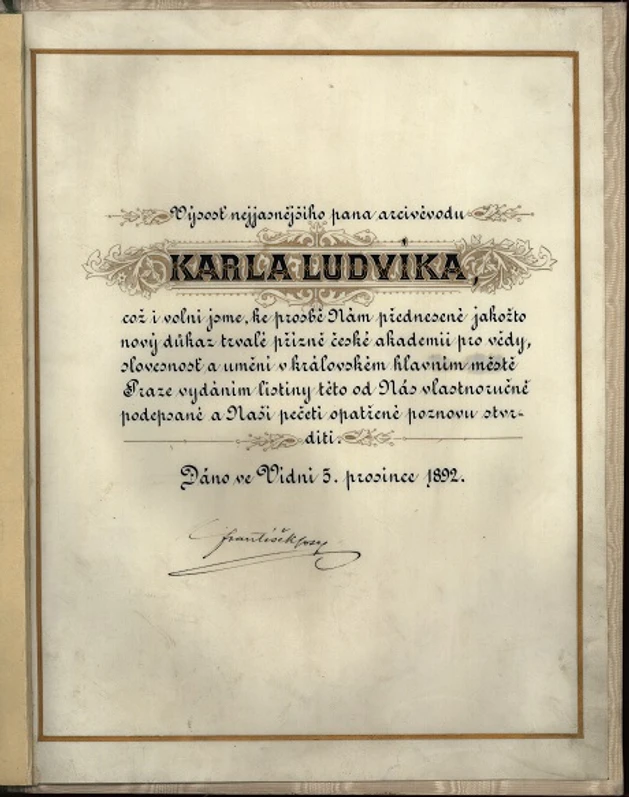 Výsosť nejjasnějšího pana arcivévodu
KARLA LUDVÍKA,
což i volni jsme, ke prosbě Nám přednesené jakožto
nový důkaz trvalé přízně české akademii pro vědy,
slovesnosť a umění v královském hlavním městě
Praze vydáním listiny této od Nás vlastnoručně
podepsané a Naší pečetí opatřené poznovu stvr-
diti.
Dáno ve Vídni 5. prosince 1892.
František Josef